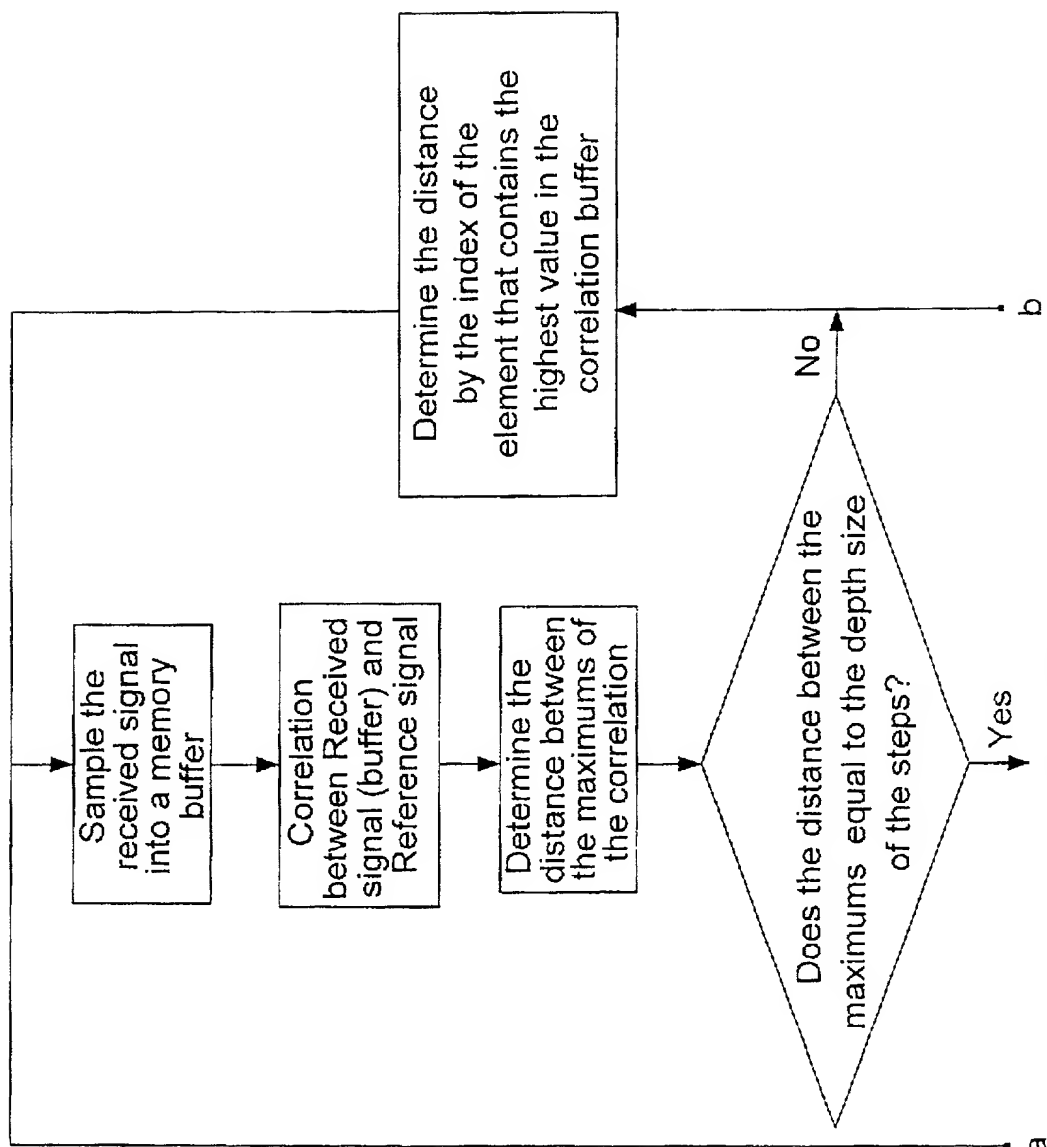 Sample the
received signal
into a memory
buffer
Correlation
between Received
signal (buffer) and
Reference signal
Determine the
distance between
the maximums of
the correlation
Does the distance between the
maximums equal to the depth size
of the steps?
No
Yes
Determine the distance
by the index of the
element that contains the
highest value in the
correlation buffer
a
b